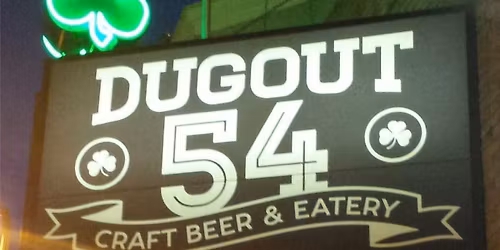 DUGOUT
54
CRAFT BEER & EATERY